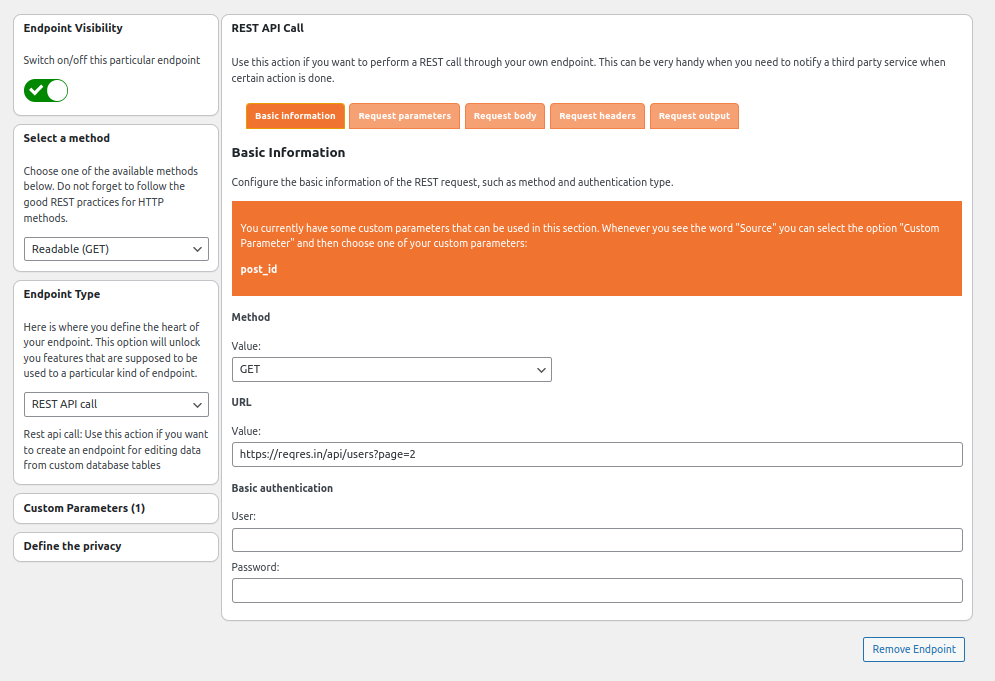 Endpoint Visibility
Switch on/off this particular endpoint
Select a method
Choose one of the available methods
below. Do not forget to follow the
good REST practices for HTTP
methods.
Readable (GET)
Endpoint Type
Here is where you define the heart of
your endpoint. This option will unlock
you features that are supposed to be
used to a particular kind of endpoint.
REST API call
Rest api call: Use this action if you want
to create an endpoint for editing data
from custom database tables
Custom Parameters (1)
Define the privacy
REST API Call
Use this action if you want to perform a REST call through your own endpoint. This can be very handy when you need to notify a third party service when
certain action is done.
Basic information
Request parameters
Request body
Request headers
Request output
Basic Information
Configure the basic information of the REST request, such as method and authentication type.
You currently have some custom parameters that can be used in this section. Whenever you see the word "Source" you can select the option "Custom
Parameter" and then choose one of your custom parameters:
post_id
Method
Value:
GET
URL
Value:
https://reqres.in/api/users?page=2
Basic authentication
User:
Password:
Remove Endpoint